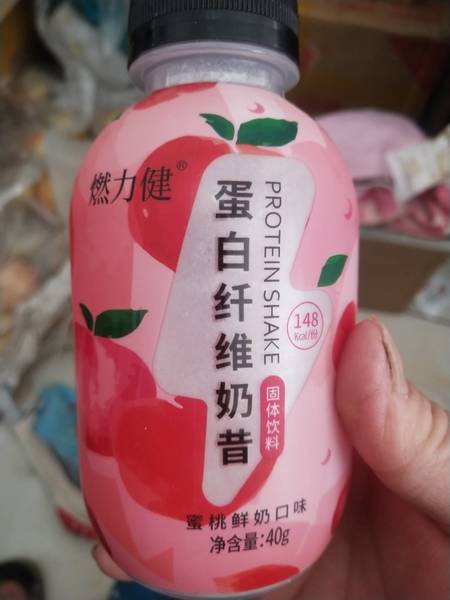 燃力健®
蛋白纤维奶昔
PROTEIN SHAKE
固体饮料
148
Kcal/份
蜜桃鲜奶口味
净含量:40g